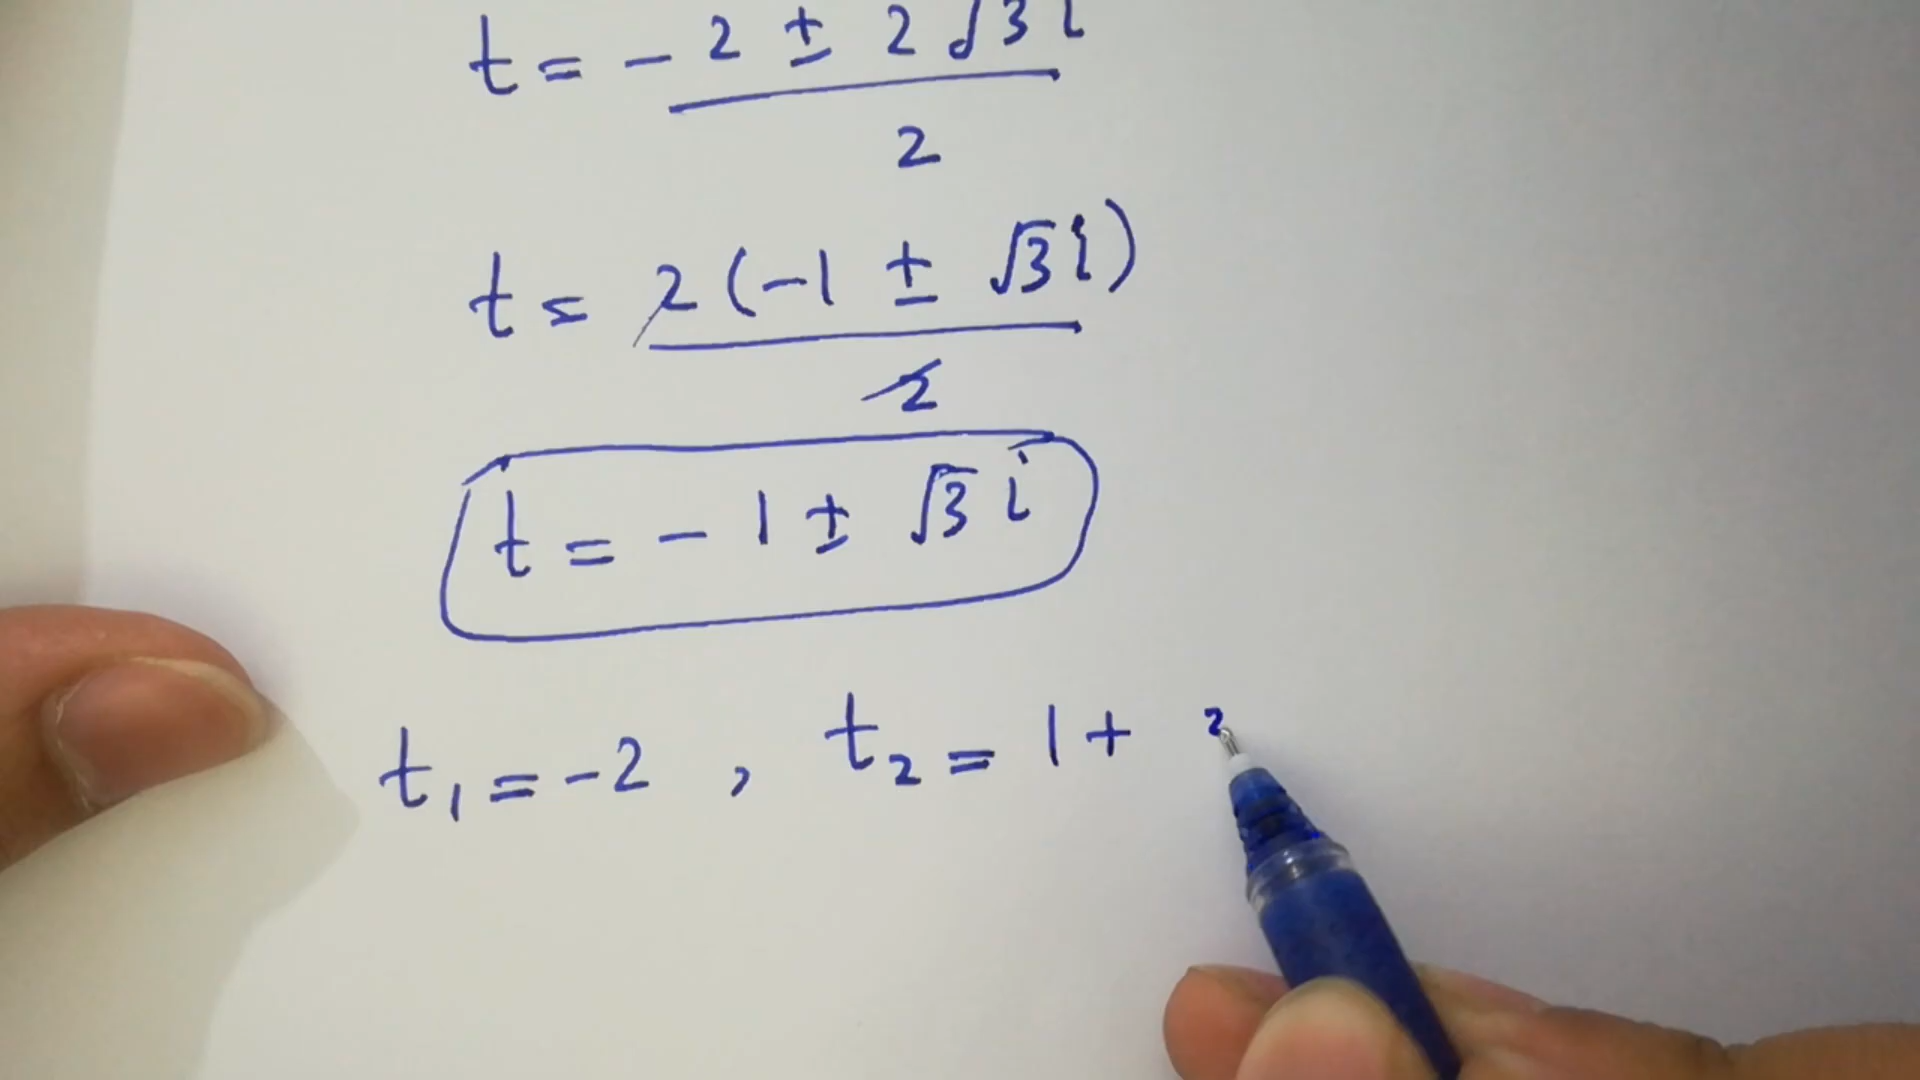 t = - 2 ± 2 √3 i
2
t = 2 ( -1 ± √3 i )
2
t = - 1 ± √3 i
t₁ = -2 , t₂ = 1 +